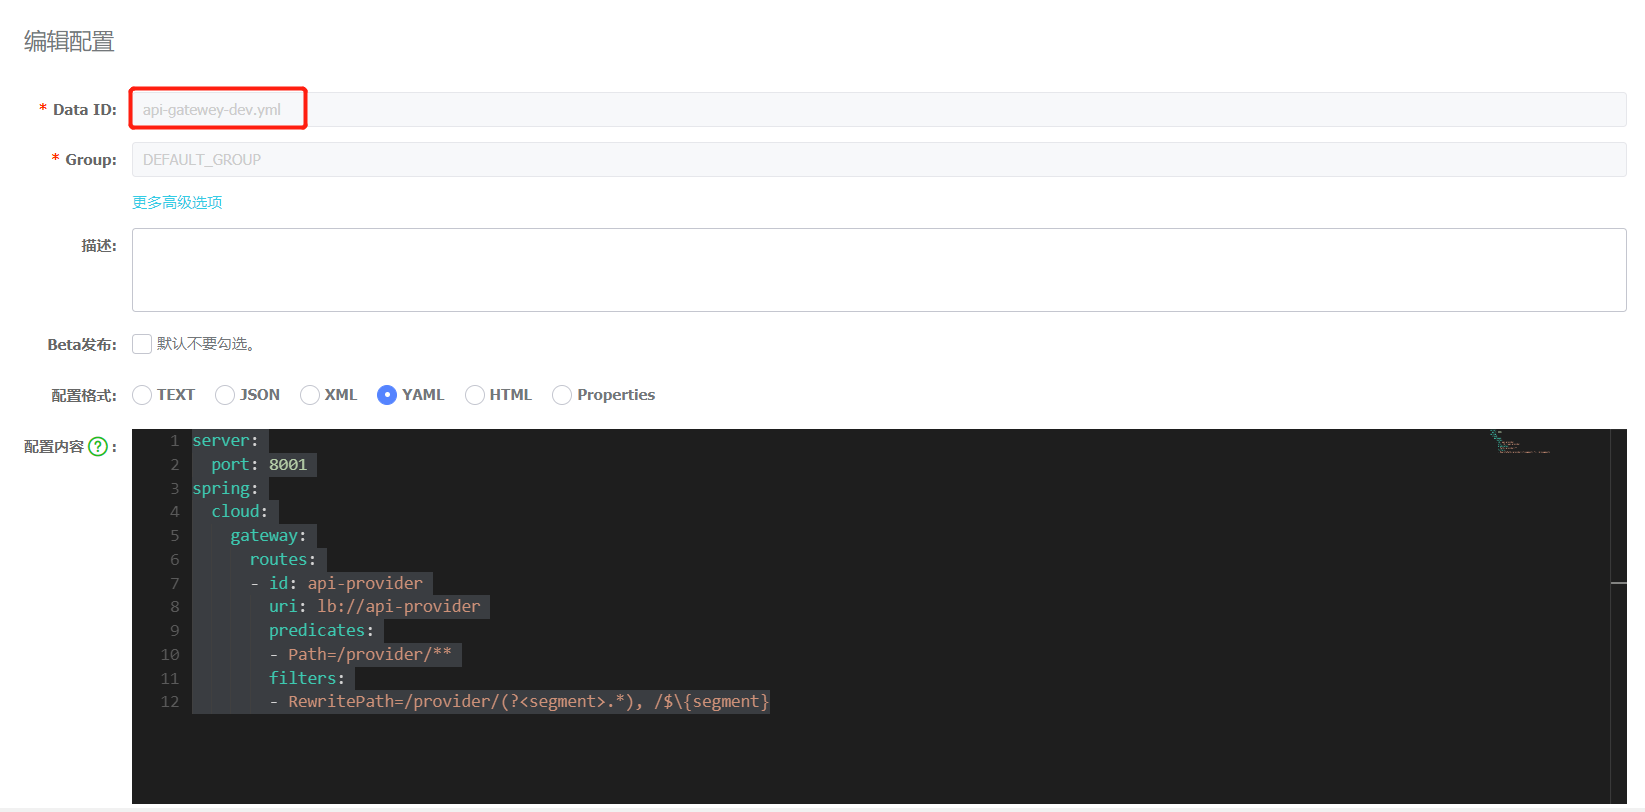 编辑配置
* Data ID: api-gatewey-dev.yml
* Group: DEFAULT_GROUP
更多高级选项
描述:
Beta发布: 默认不要勾选。
配置格式: TEXT JSON XML YAML HTML Properties
配置内容 ? :
1 server:
2   port: 8001
3 spring:
4   cloud:
5     gateway:
6       routes:
7       - id: api-provider
8         uri: lb://api-provider
9         predicates:
10         - Path=/provider/**
11         filters:
12         - RewritePath=/provider/(?<segment>.*), /$\{segment}